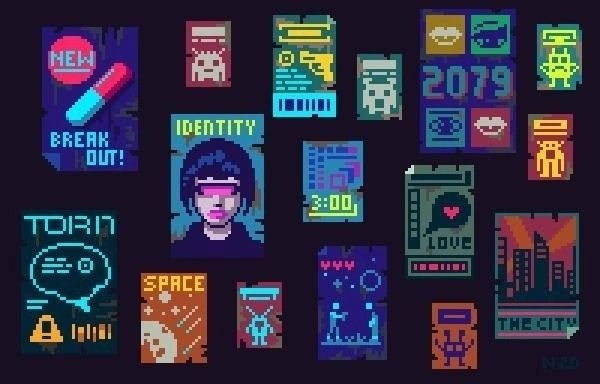 NEW
BREAK
OUT!
IDENTITY
2079
3:00
LOVE
TORN
SPACE
THE CITY